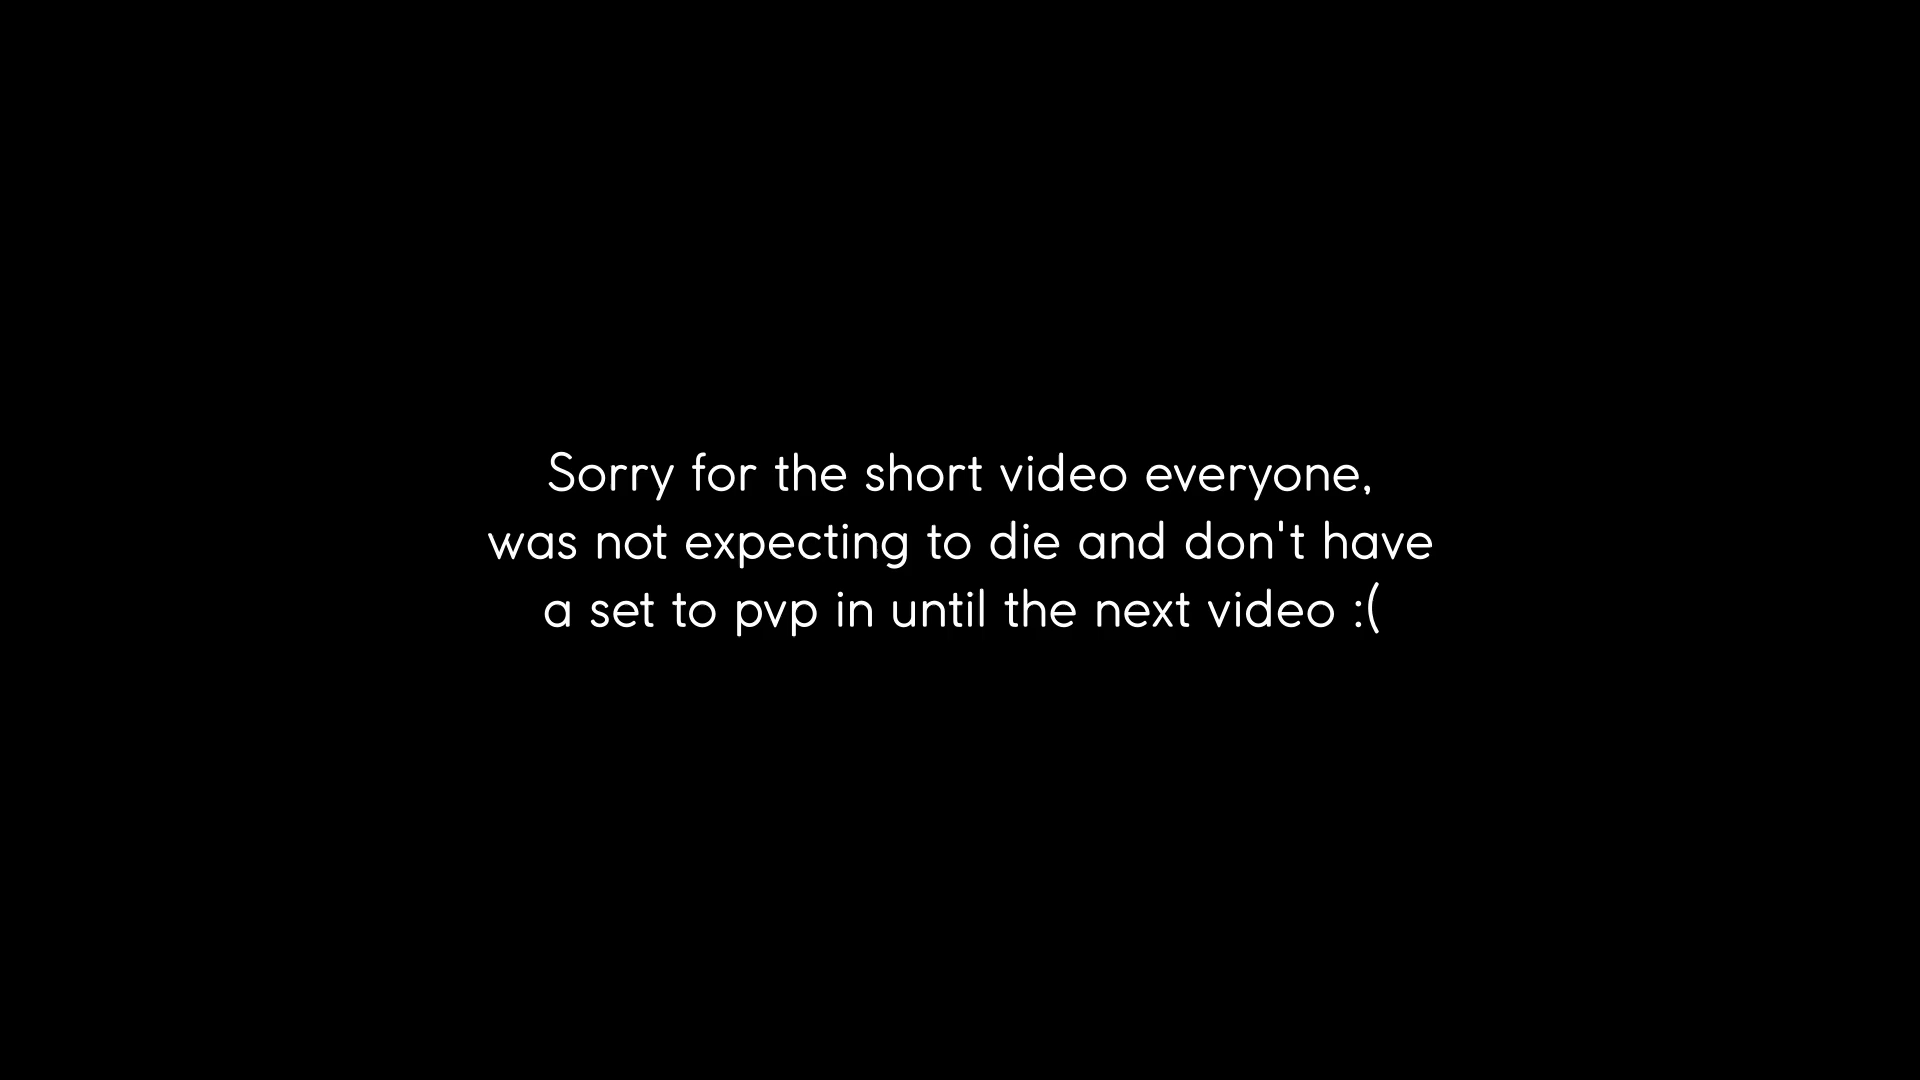 Sorry for the short video everyone,
was not expecting to die and don't have
a set to pvp in until the next video :(